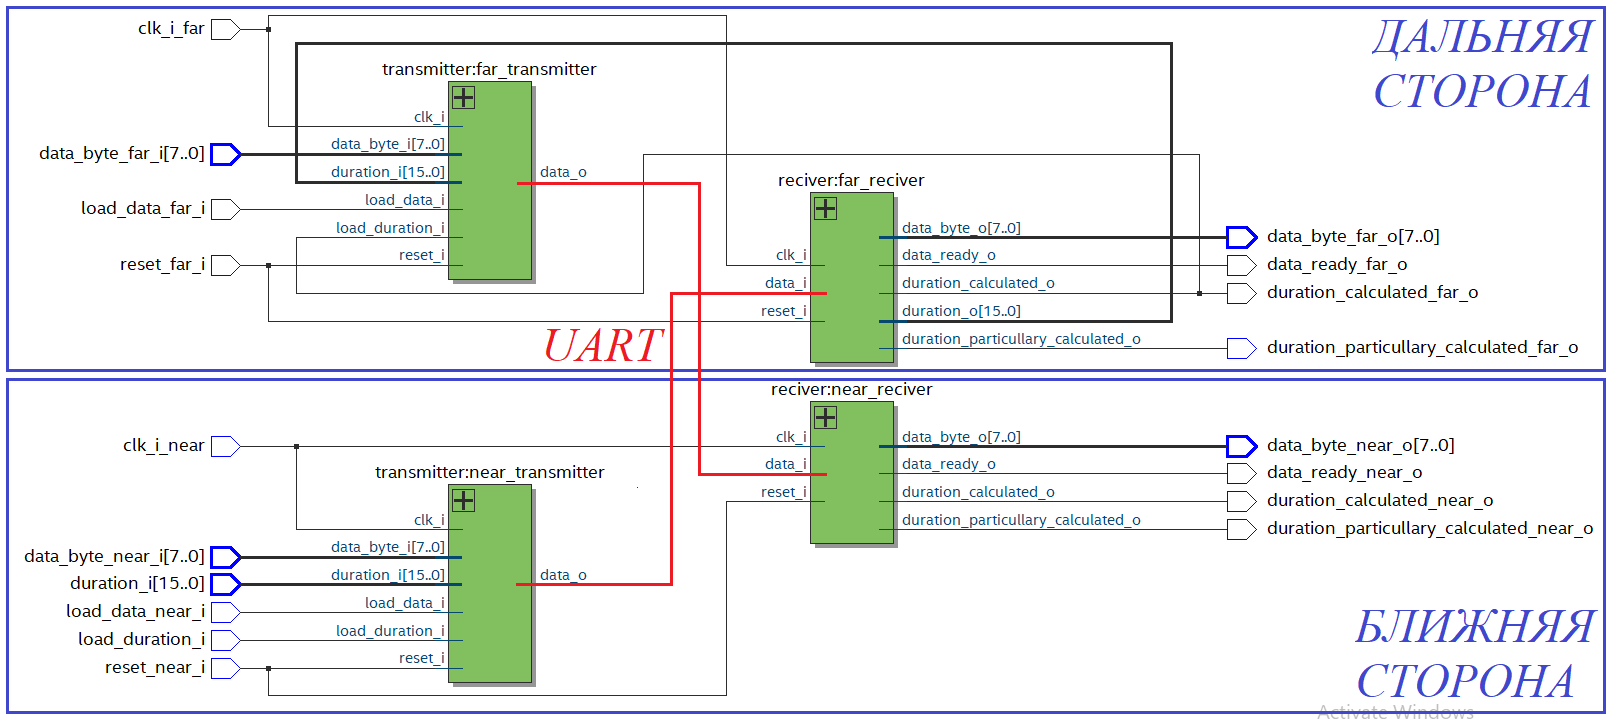 clk_i_far
ДАЛЬНЯЯ
СТОРОНА
transmitter:far_transmitter
clk_i
data_byte_far_i[7..0]
data_byte_i[7..0]
duration_i[15..0]
data_o
load_data_far_i
load_data_i
load_duration_i
reset_far_i
reset_i
reciver:far_reciver
clk_i
data_i
reset_i
data_byte_o[7..0]
data_ready_o
duration_calculated_o
duration_o[15..0]
duration_particullary_calculated_o
data_byte_far_o[7..0]
data_ready_far_o
duration_calculated_far_o
duration_particullary_calculated_far_o
UART
reciver:near_reciver
clk_i_near
clk_i
data_i
reset_i
data_byte_o[7..0]
data_ready_o
duration_calculated_o
duration_particullary_calculated_o
data_byte_near_o[7..0]
data_ready_near_o
duration_calculated_near_o
duration_particullary_calculated_near_o
transmitter:near_transmitter
clk_i
data_byte_near_i[7..0]
data_byte_i[7..0]
duration_i[15..0]
duration_i[15..0]
data_o
load_data_near_i
load_data_i
load_duration_i
load_duration_i
reset_near_i
reset_i
БЛИЖНЯЯ
СТОРОНА
Activate Windows